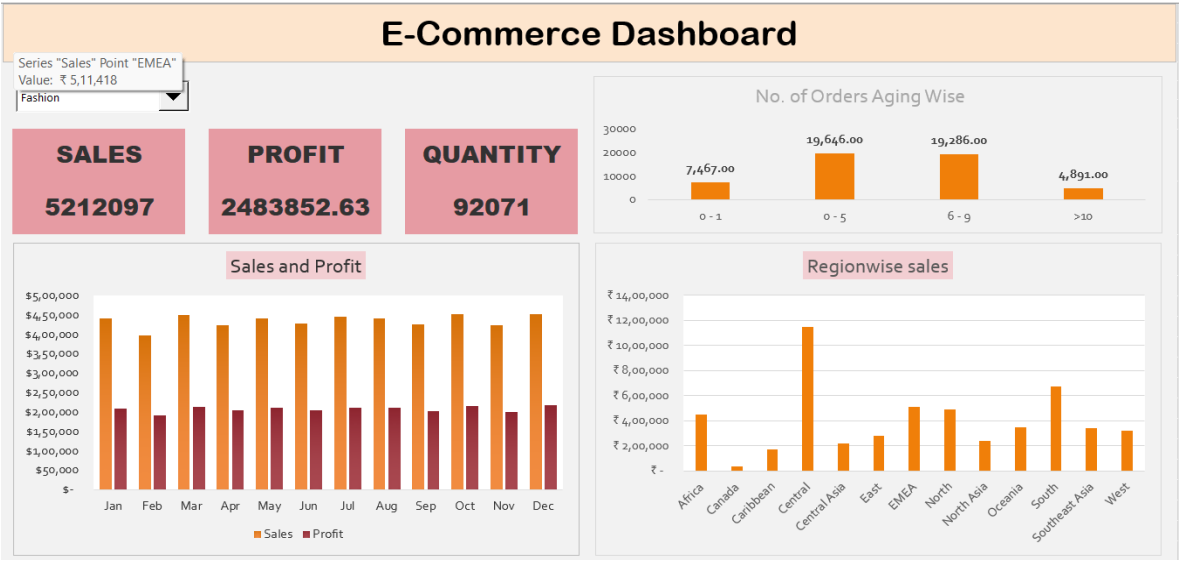 E-Commerce Dashboard
Series "Sales" Point "EMEA"
Value: ₹ 5,11,418
Fashion
SALES
5212097
PROFIT
2483852.63
QUANTITY
92071
No. of Orders Aging Wise
30000
20000
10000
0
7,467.00
19,646.00
19,286.00
4,891.00
0 - 1
0 - 5
6 - 9
>10
Sales and Profit
$5,00,000
$4,50,000
$4,00,000
$3,50,000
$3,00,000
$2,50,000
$2,00,000
$1,50,000
$1,00,000
$50,000
$-
Jan Feb Mar Apr May Jun Jul Aug Sep Oct Nov Dec
Sales Profit
Regionwise sales
₹ 14,00,000
₹ 12,00,000
₹ 10,00,000
₹ 8,00,000
₹ 6,00,000
₹ 4,00,000
₹ 2,00,000
₹ -
Africa
Canada
Caribbean
Central
Central Asia
East
EMEA
North
North Asia
Oceania
South
Southeast Asia
West